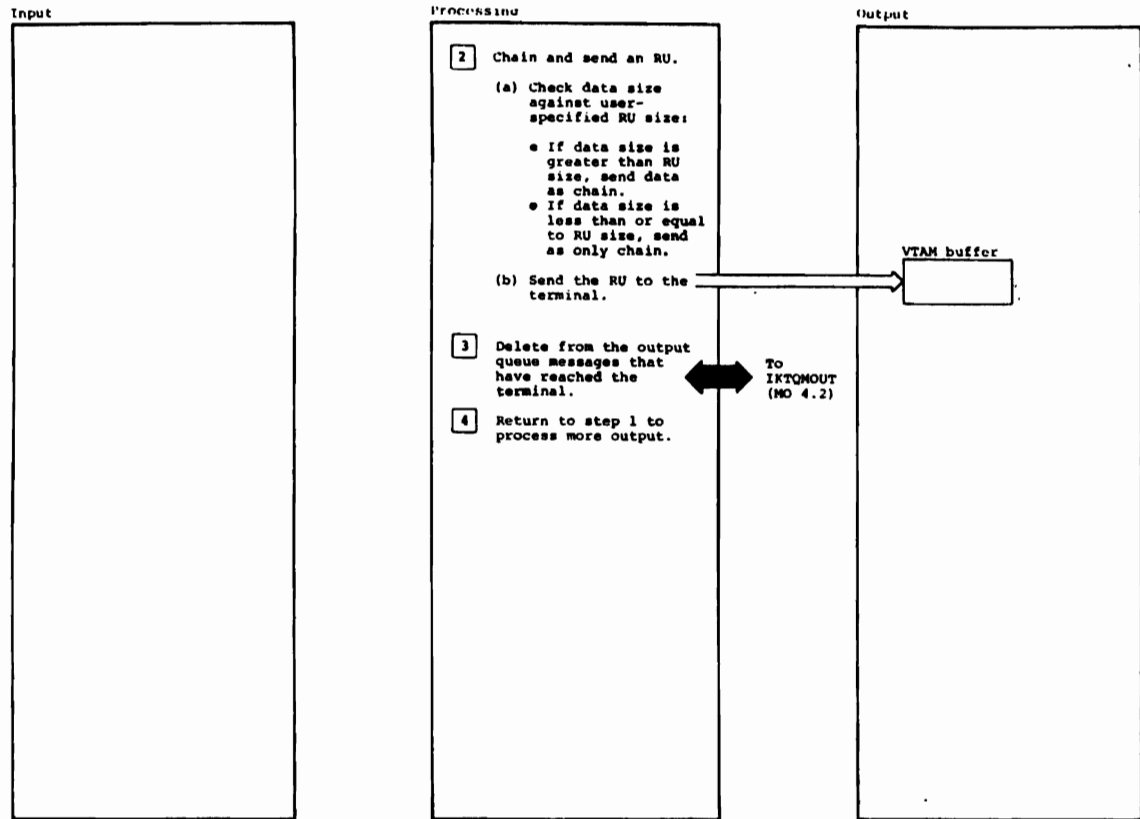 Input
Processing
Output
2 Chain and send an RU.
(a) Check data size
against user-
specified RU size:
• If data size is
greater than RU
size, send data
as chain.
• If data size is
less than or equal
to RU size, send
as only chain.
VTAM buffer
(b) Send the RU to the
terminal.
3 Delete from the output
queue messages that
have reached the
terminal.
To
IKTQMOUT
(MO 4.2)
4 Return to step 1 to
process more output.